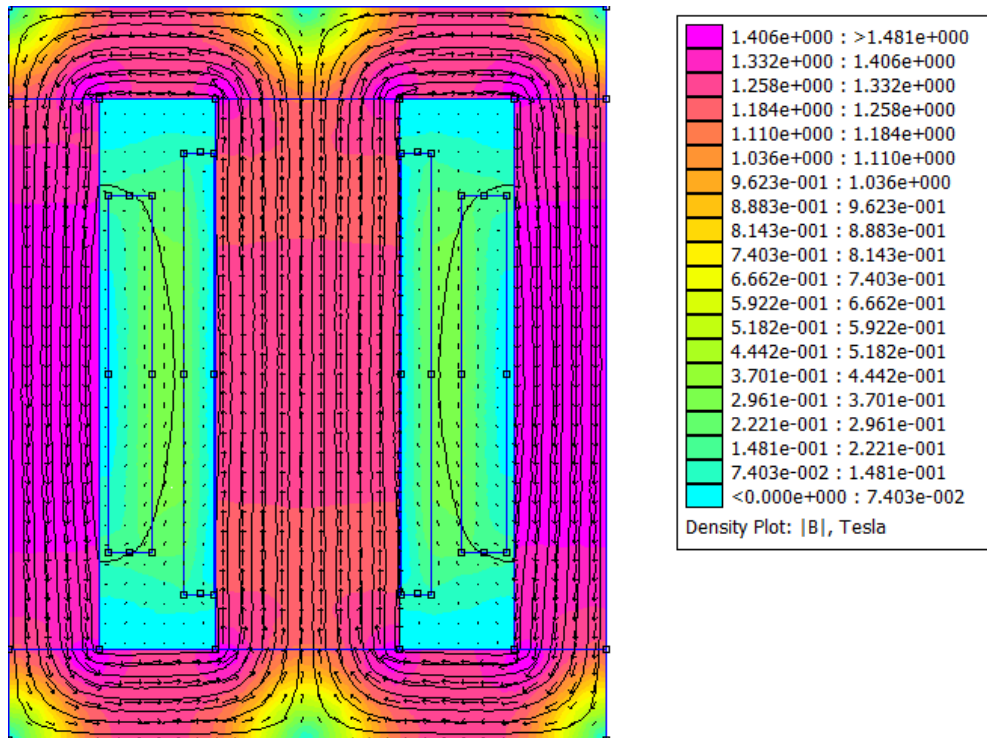 1.406e+000 : >1.481e+000
1.332e+000 : 1.406e+000
1.258e+000 : 1.332e+000
1.184e+000 : 1.258e+000
1.110e+000 : 1.184e+000
1.036e+000 : 1.110e+000
9.623e-001 : 1.036e+000
8.883e-001 : 9.623e-001
8.143e-001 : 8.883e-001
7.403e-001 : 8.143e-001
6.662e-001 : 7.403e-001
5.922e-001 : 6.662e-001
5.182e-001 : 5.922e-001
4.442e-001 : 5.182e-001
3.701e-001 : 4.442e-001
2.961e-001 : 3.701e-001
2.221e-001 : 2.961e-001
1.481e-001 : 2.221e-001
7.403e-002 : 1.481e-001
<0.000e+000 : 7.403e-002
Density Plot: |B|, Tesla